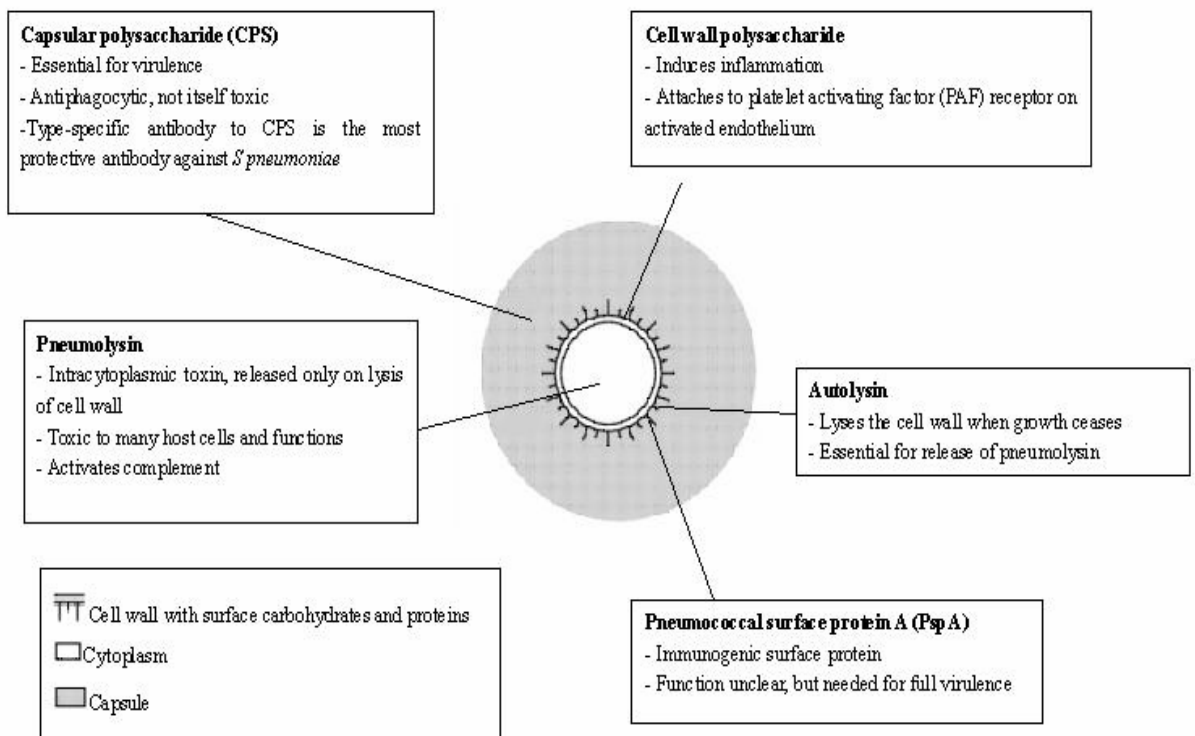 Capsular polysaccharide (CPS)
- Essential for virulence
- Antiphagocytic, not itself toxic
-Type-specific antibody to CPS is the most
protective antibody against S pneumoniae
Cell wall polysaccharide
- Induces inflammation
- Attaches to platelet activating factor (PAF) receptor on
activated endothelium
Pneumolysin
- Intracytoplasmic toxin, released only on lysis
of cell wall
- Toxic to many host cells and functions
- Activates complement
Autolysin
- Lyses the cell wall when growth ceases
- Essential for release of pneumolysin
Cell wall with surface carbohydrates and proteins
Cytoplasm
Capsule
Pneumococcal surface protein A (PspA)
- Immunogenic surface protein
- Function unclear, but needed for full virulence